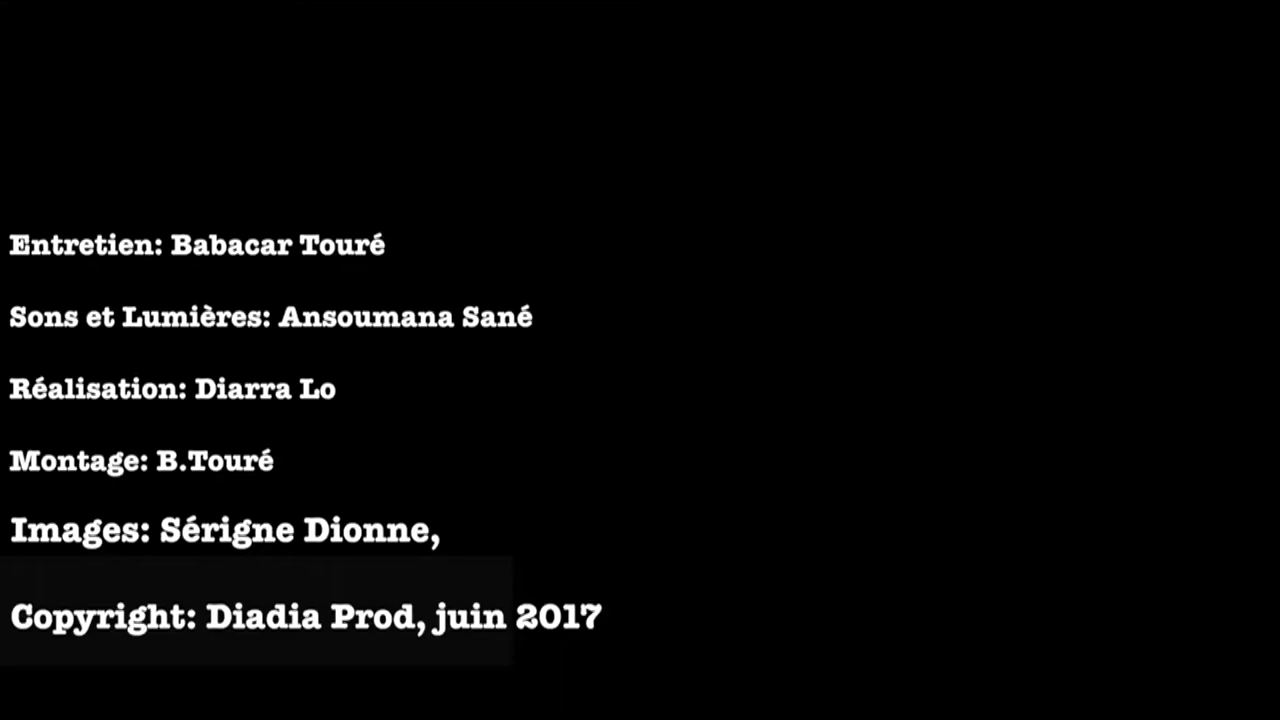 Entretien: Babacar Touré
Sons et Lumières: Ansoumana Sané
Réalisation: Diarra Lo
Montage: B.Touré
Images: Sérigne Dionne,
Copyright: Diadia Prod, juin 2017